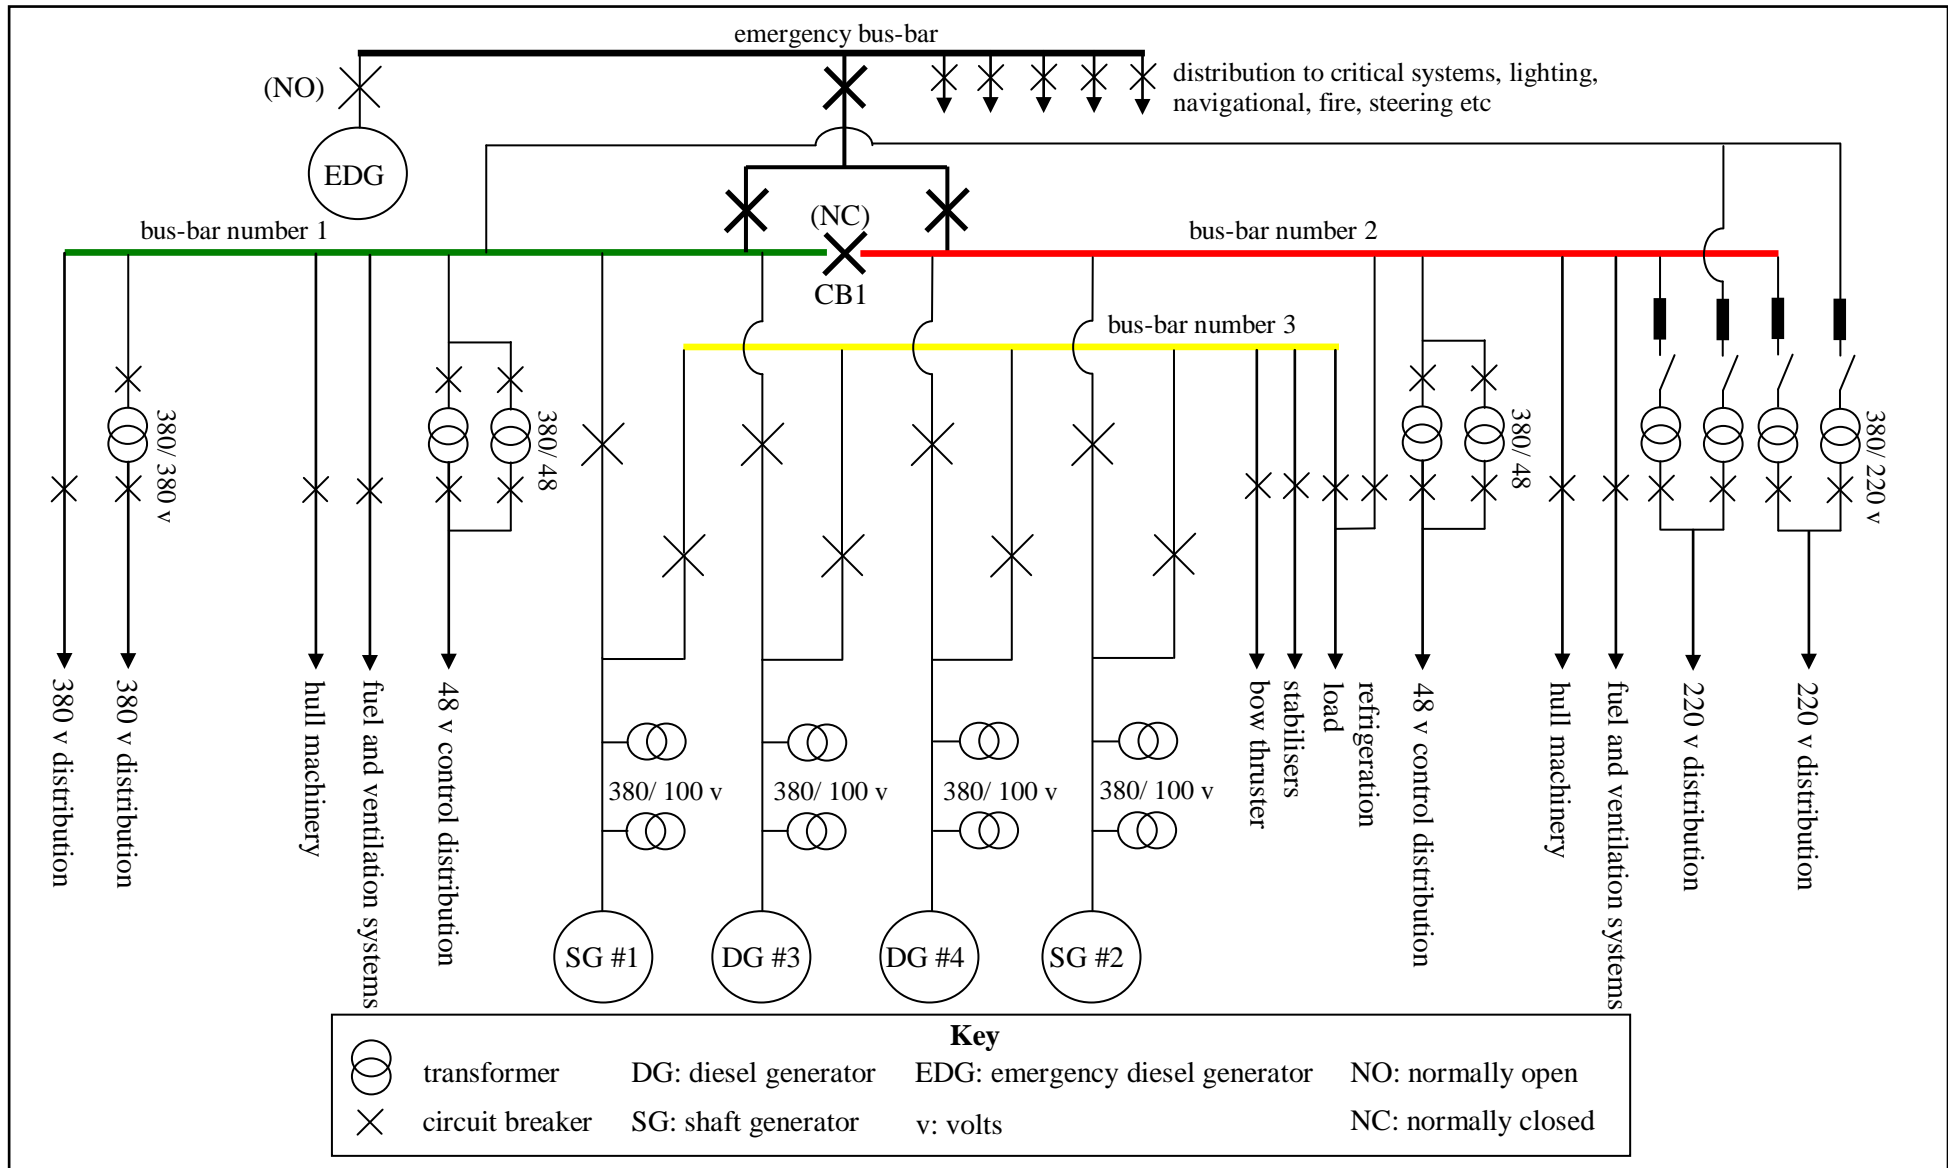 emergency bus-bar
(NO)
distribution to critical systems, lighting,
navigational, fire, steering etc
EDG
(NC)
bus-bar number 1
bus-bar number 2
CB1
bus-bar number 3
380/ 380 v
380/ 48
380/ 48
380/ 220 v
380 v distribution
380 v distribution
hull machinery
fuel and ventilation systems
48 v control distribution
bow thruster
stabilisers
load
refrigeration
48 v control distribution
hull machinery
fuel and ventilation systems
220 v distribution
220 v distribution
380/ 100 v
380/ 100 v
380/ 100 v
380/ 100 v
SG #1
DG #3
DG #4
SG #2
Key
transformer
DG: diesel generator
EDG: emergency diesel generator
NO: normally open
circuit breaker
SG: shaft generator
v: volts
NC: normally closed